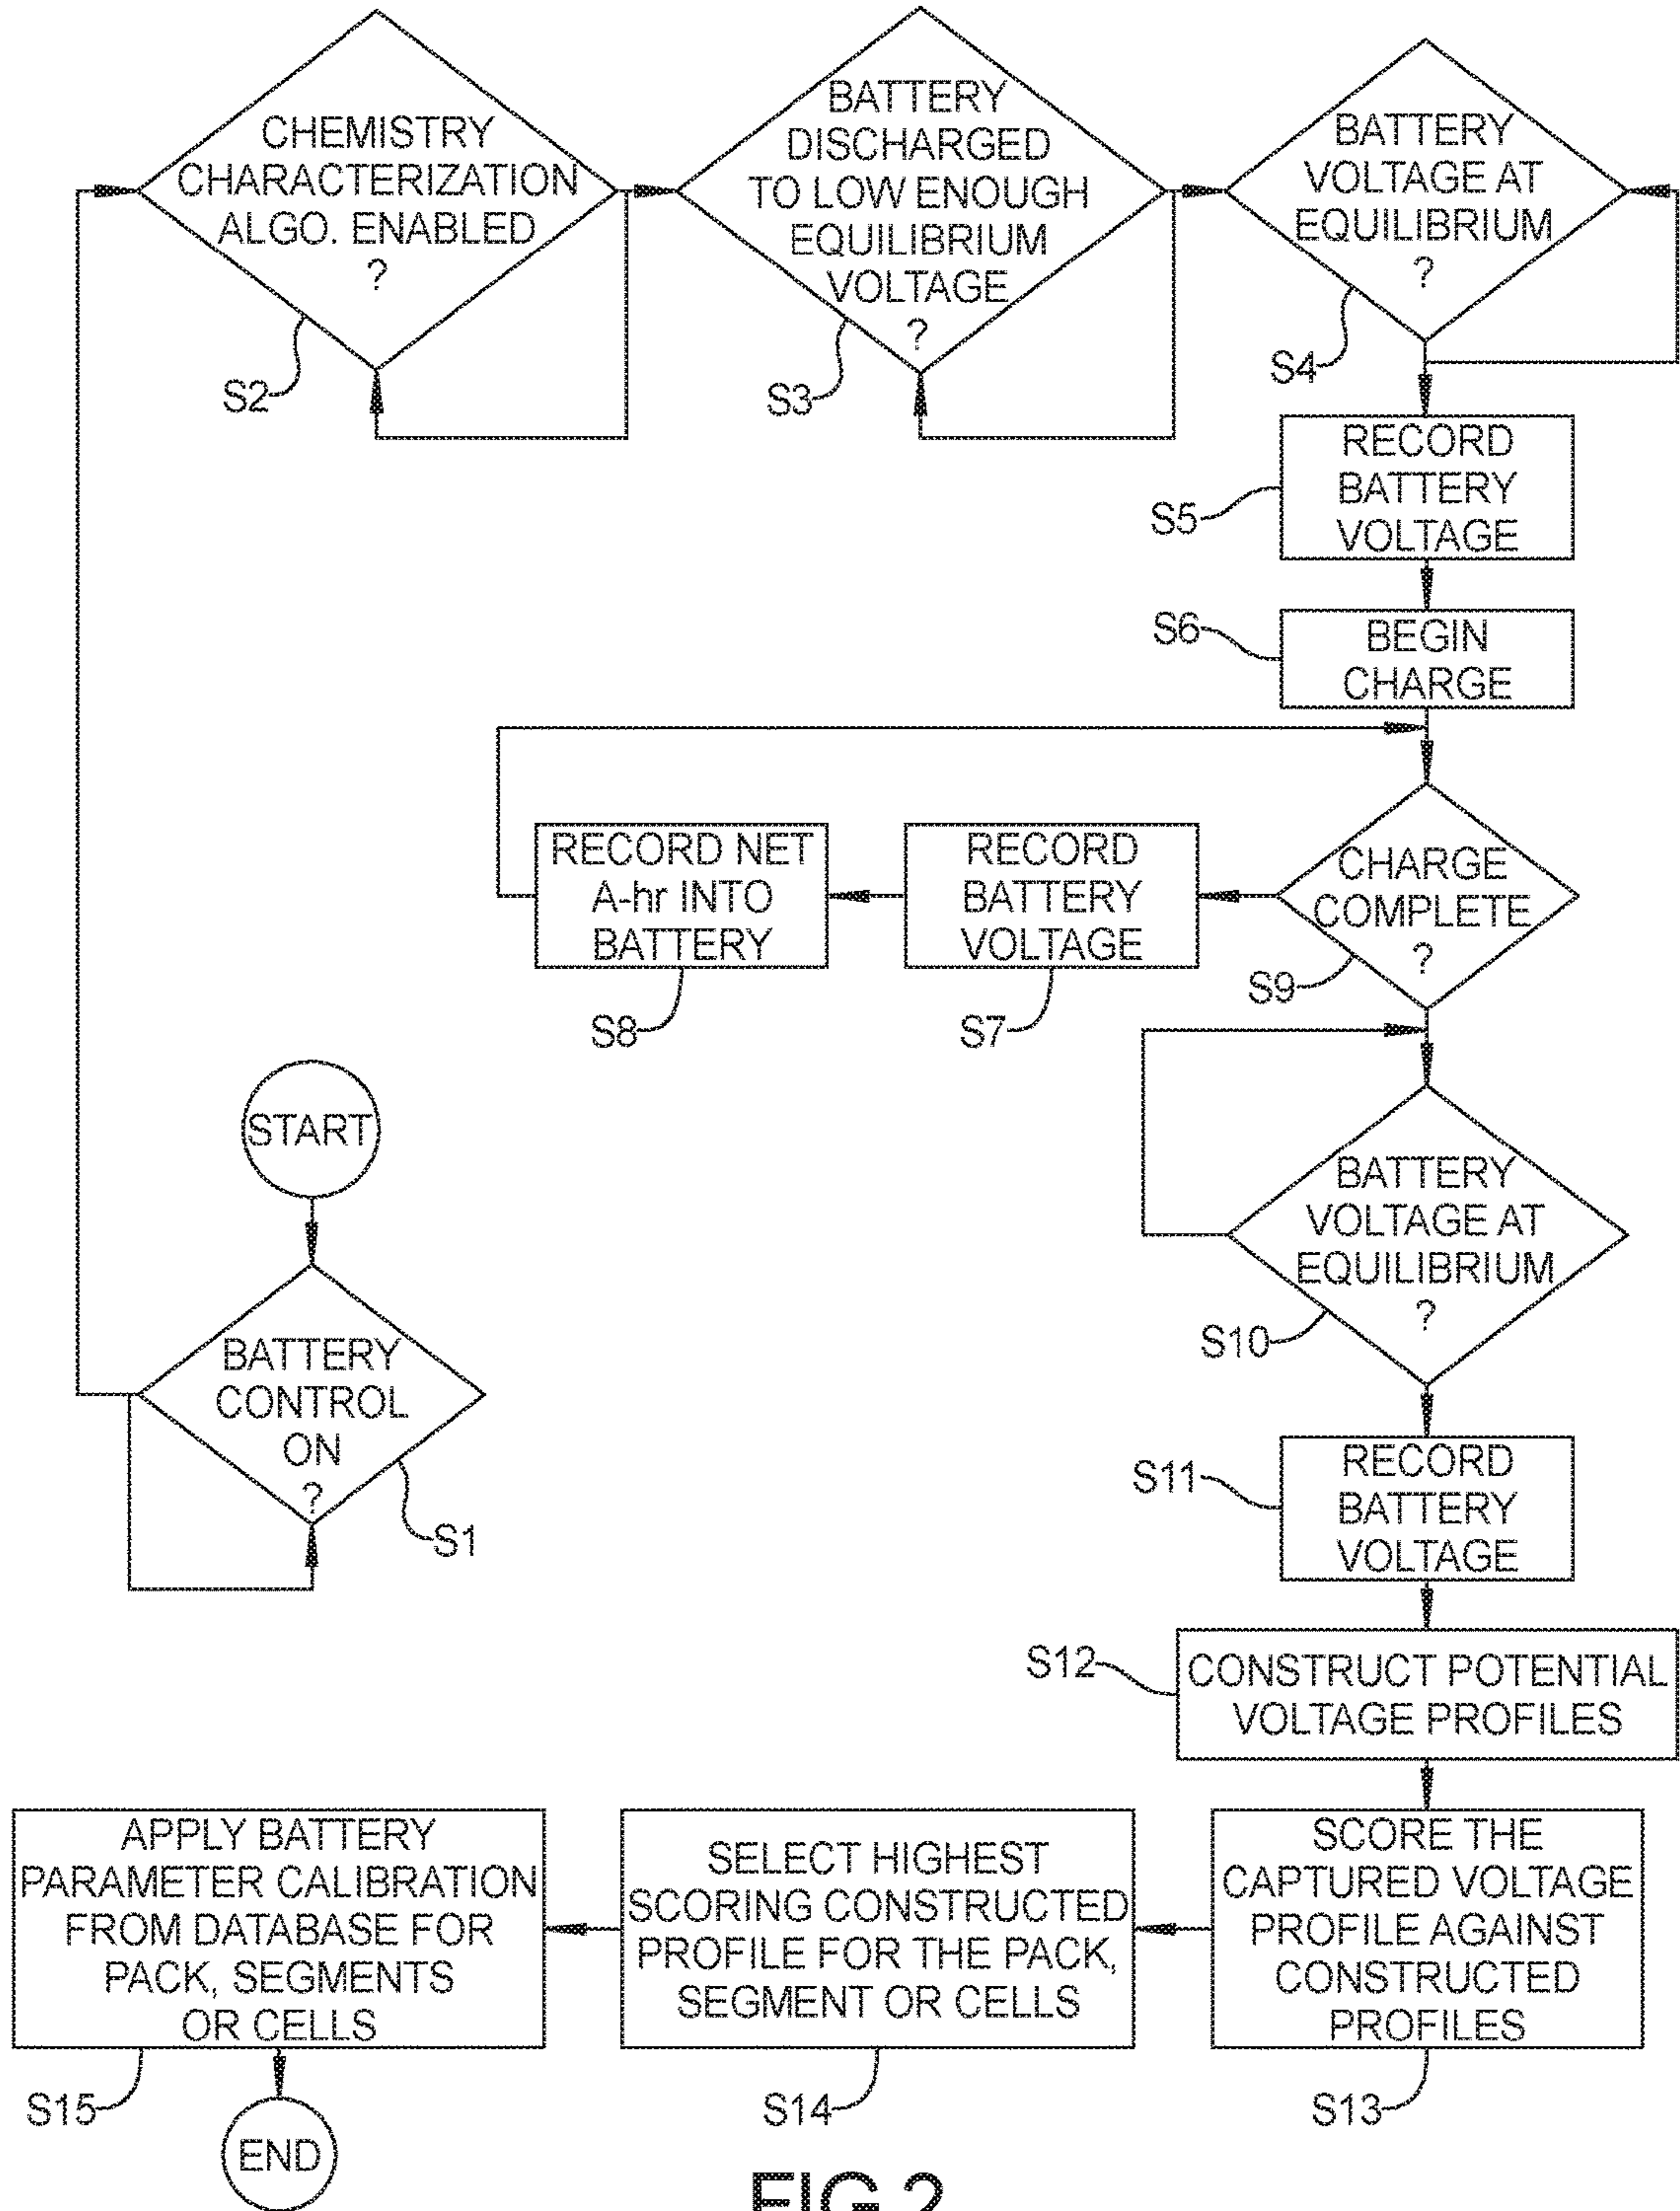 CHEMISTRY
CHARACTERIZATION
ALGO. ENABLED
?
S2
BATTERY
DISCHARGED
TO LOW ENOUGH
EQUILIBRIUM
VOLTAGE
?
S3
BATTERY
VOLTAGE AT
EQUILIBRIUM
?
S4
RECORD
BATTERY
VOLTAGE
S5
BEGIN
CHARGE
S6
CHARGE
COMPLETE
?
S9
RECORD
BATTERY
VOLTAGE
S7
RECORD NET
A-hr INTO
BATTERY
S8
START
BATTERY
CONTROL
ON
?
S1
BATTERY
VOLTAGE AT
EQUILIBRIUM
?
S10
RECORD
BATTERY
VOLTAGE
S11
CONSTRUCT POTENTIAL
VOLTAGE PROFILES
S12
SCORE THE
CAPTURED VOLTAGE
PROFILE AGAINST
CONSTRUCTED
PROFILES
S13
SELECT HIGHEST
SCORING CONSTRUCTED
PROFILE FOR THE PACK,
SEGMENT OR CELLS
S14
APPLY BATTERY
PARAMETER CALIBRATION
FROM DATABASE FOR
PACK, SEGMENTS
OR CELLS
S15
END
FIG.2